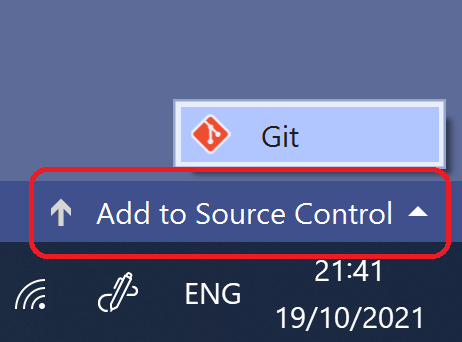 Git
Add to Source Control
ENG
21:41
19/10/2021